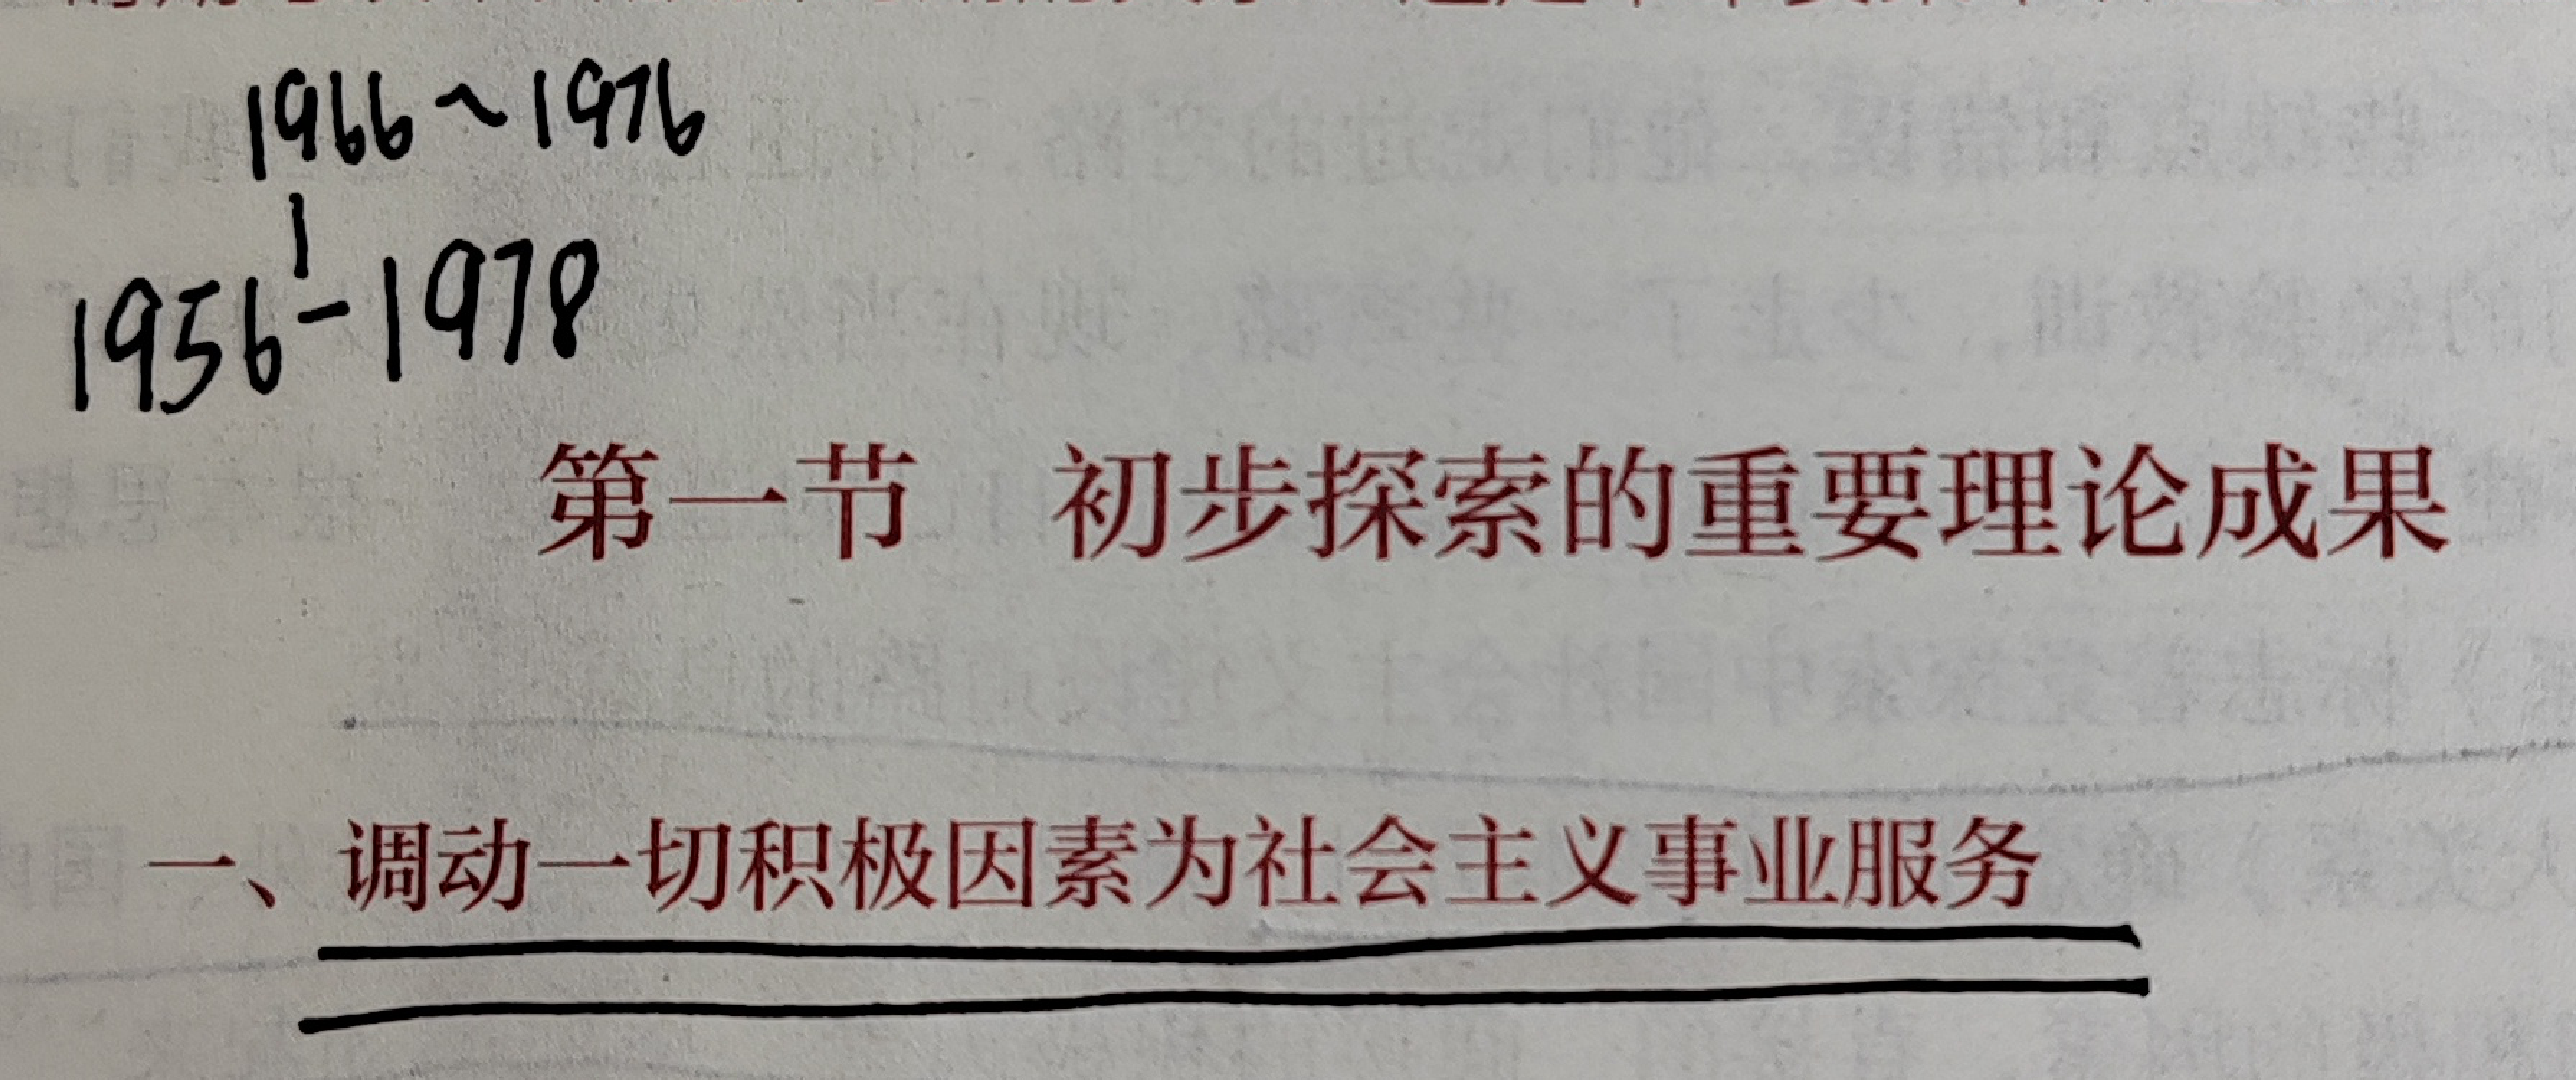 1966~1976
1956-1978
第一节 初步探索的重要理论成果
一、调动一切积极因素为社会主义事业服务